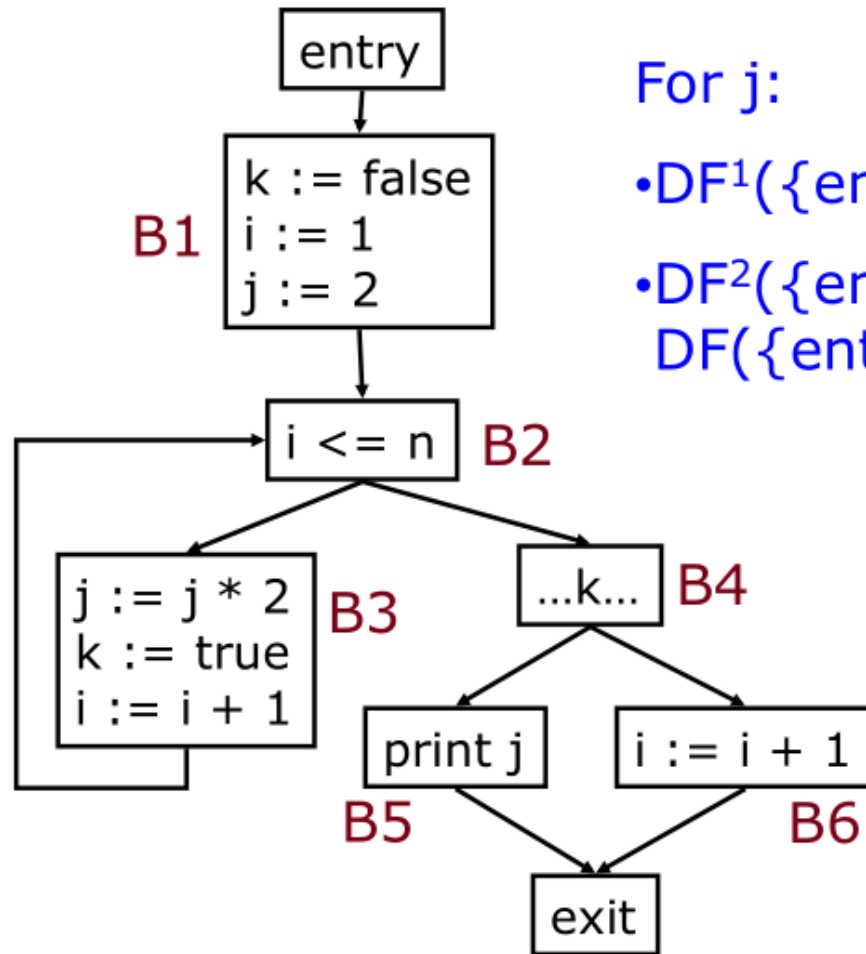 entry
For j:
k := false
i := 1
j := 2
B1
•DF¹({en
•DF²({en
DF({ent
i <= n
B2
j := j * 2
k := true
i := i + 1
B3
...k...
B4
print j
B5
i := i + 1
B6
exit